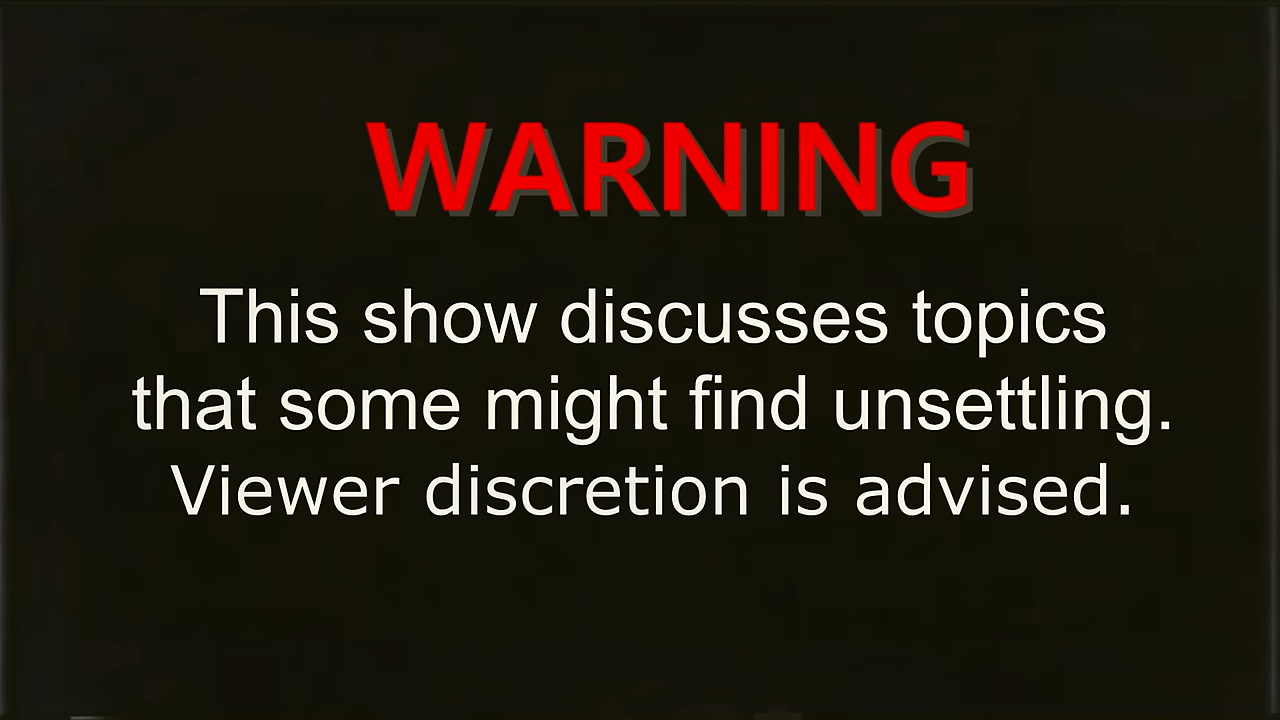 WARNING
This show discusses topics
that some might find unsettling.
Viewer discretion is advised.